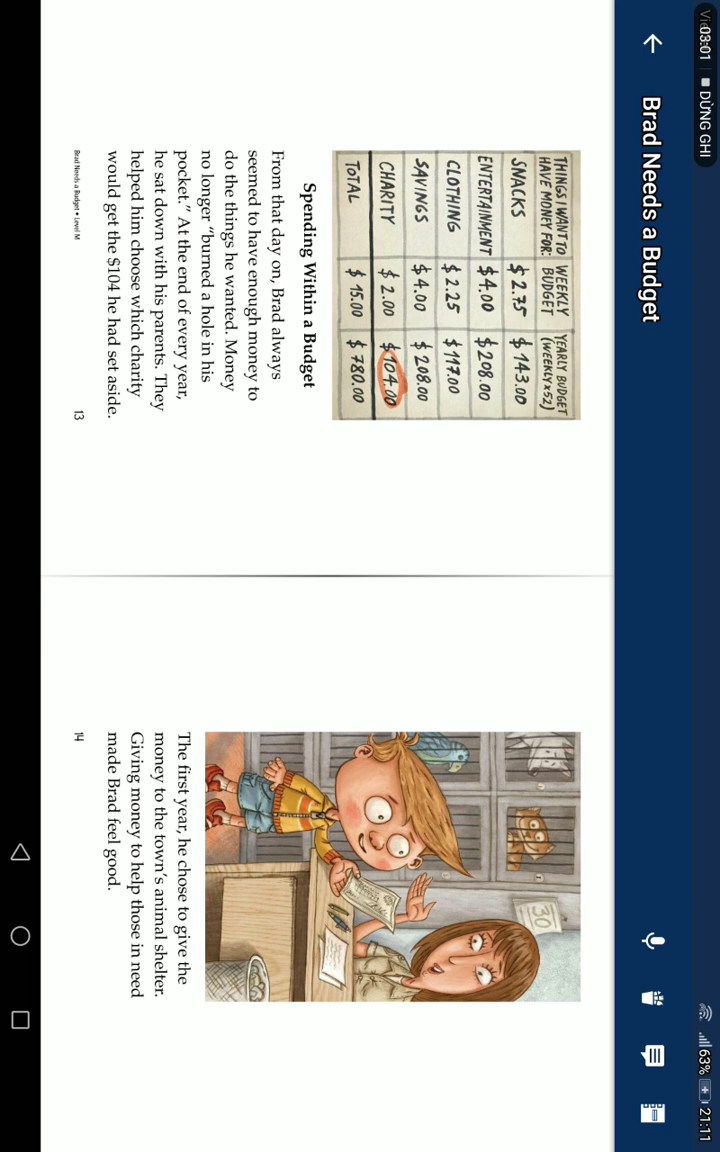 03:01 DỪNG GHI
63% 21:11
Brad Needs a Budget
THINGS I WANT TO HAVE MONEY FOR: WEEKLY BUDGET YEARLY BUDGET (WEEKLY x 52)
SNACKS $2.75 $143.00
ENTERTAINMENT $4.00 $208.00
CLOTHING $2.25 $117.00
SAVINGS $4.00 $208.00
CHARITY $2.00 $104.00
TOTAL $15.00 $780.00
Spending Within a Budget
From that day on, Brad always
seemed to have enough money to
do the things he wanted. Money
no longer “burned a hole in his
pocket.” At the end of every year,
he sat down with his parents. They
helped him choose which charity
would get the $104 he had set aside.
Brad Needs a Budget • Level M
13
30
The first year, he chose to give the
money to the town’s animal shelter.
Giving money to help those in need
made Brad feel good.
14